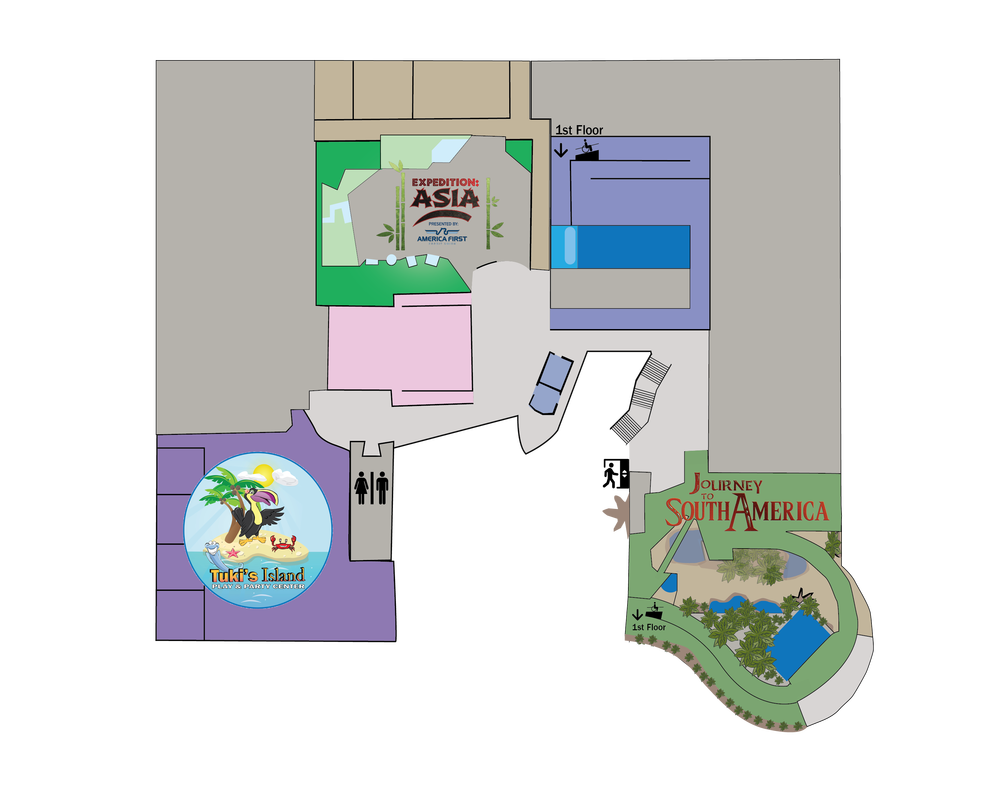 1st Floor
EXPEDITION:
ASIA
PRESENTED BY
AMERICA FIRST
JOURNEY
TO
SOUTH AMERICA
Tuki's Island
PLAY & PARTY CENTER
1st Floor